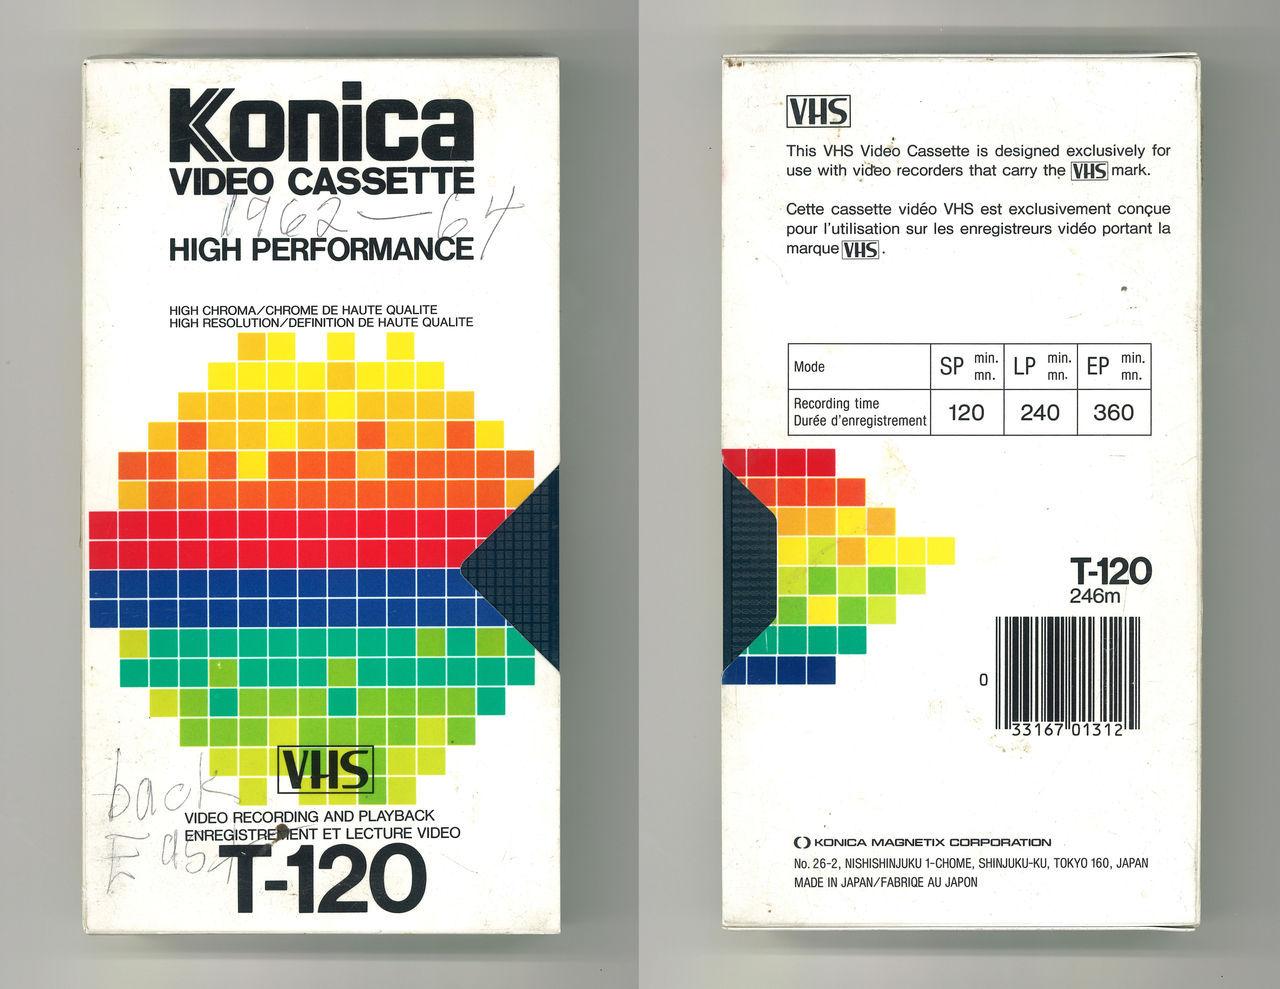 Konica
VIDEO CASSETTE
1962-64
HIGH PERFORMANCE
HIGH CHROMA/CHROME DE HAUTE QUALITE
HIGH RESOLUTION/DEFINITION DE HAUTE QUALITE
VHS
back
East
VIDEO RECORDING AND PLAYBACK
ENREGISTREMENT ET LECTURE VIDEO
T-120
VHS
This VHS Video Cassette is designed exclusively for
use with video recorders that carry the VHS mark.
Cette cassette vidéo VHS est exclusivement conçue
pour l'utilisation sur les enregistreurs vidéo portant la
marque VHS.
Mode SP min. mn. LP min. mn. EP min. mn.
Recording time
Durée d'enregistrement 120 240 360
T-120
246m
0 33167 01312
KONICA MAGNETIX CORPORATION
No. 26-2, NISHISHINJUKU 1-CHOME, SHINJUKU-KU, TOKYO 160, JAPAN
MADE IN JAPAN/FABRIQE AU JAPON